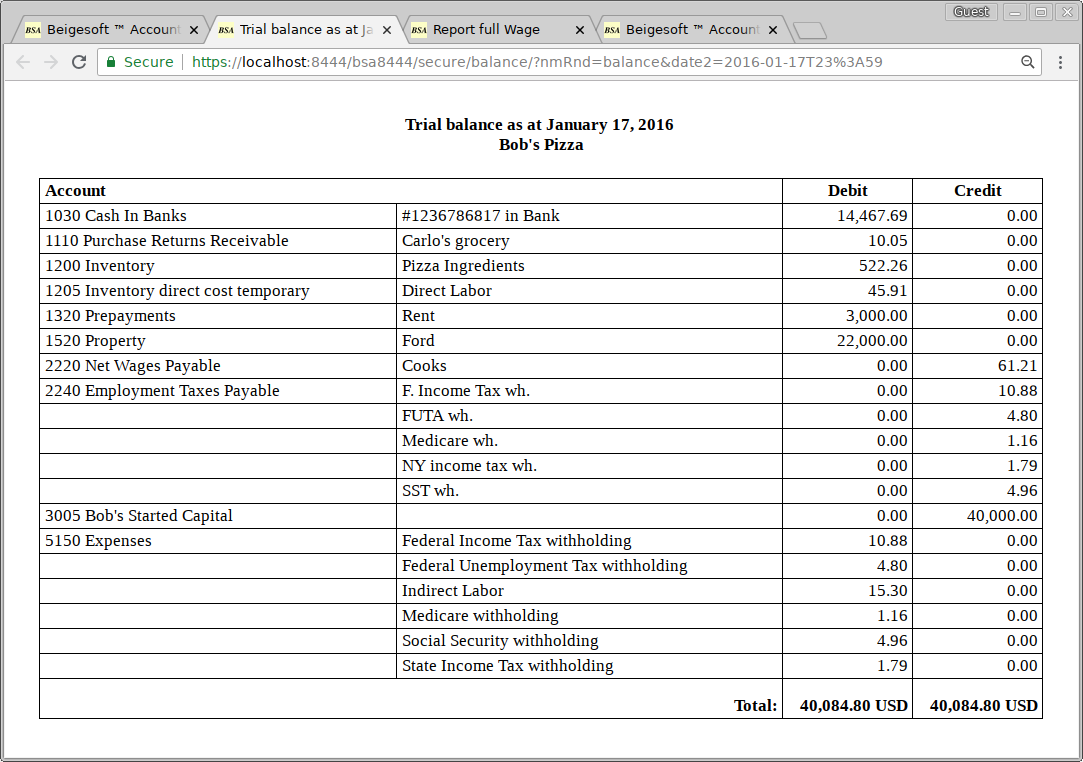 Guest
BSA Beigesoft ™ Account
BSA Trial balance as at Ja
BSA Report full Wage
BSA Beigesoft ™ Account
Secure https://localhost:8444/bsa8444/secure/balance/?nmRnd=balance&date2=2016-01-17T23%3A59
Trial balance as at January 17, 2016
Bob's Pizza
Account Debit Credit
1030 Cash In Banks #1236786817 in Bank 14,467.69 0.00
1110 Purchase Returns Receivable Carlo's grocery 10.05 0.00
1200 Inventory Pizza Ingredients 522.26 0.00
1205 Inventory direct cost temporary Direct Labor 45.91 0.00
1320 Prepayments Rent 3,000.00 0.00
1520 Property Ford 22,000.00 0.00
2220 Net Wages Payable Cooks 0.00 61.21
2240 Employment Taxes Payable F. Income Tax wh. 0.00 10.88
FUTA wh. 0.00 4.80
Medicare wh. 0.00 1.16
NY income tax wh. 0.00 1.79
SST wh. 0.00 4.96
3005 Bob's Started Capital 0.00 40,000.00
5150 Expenses Federal Income Tax withholding 10.88 0.00
Federal Unemployment Tax withholding 4.80 0.00
Indirect Labor 15.30 0.00
Medicare withholding 1.16 0.00
Social Security withholding 4.96 0.00
State Income Tax withholding 1.79 0.00
Total: 40,084.80 USD 40,084.80 USD